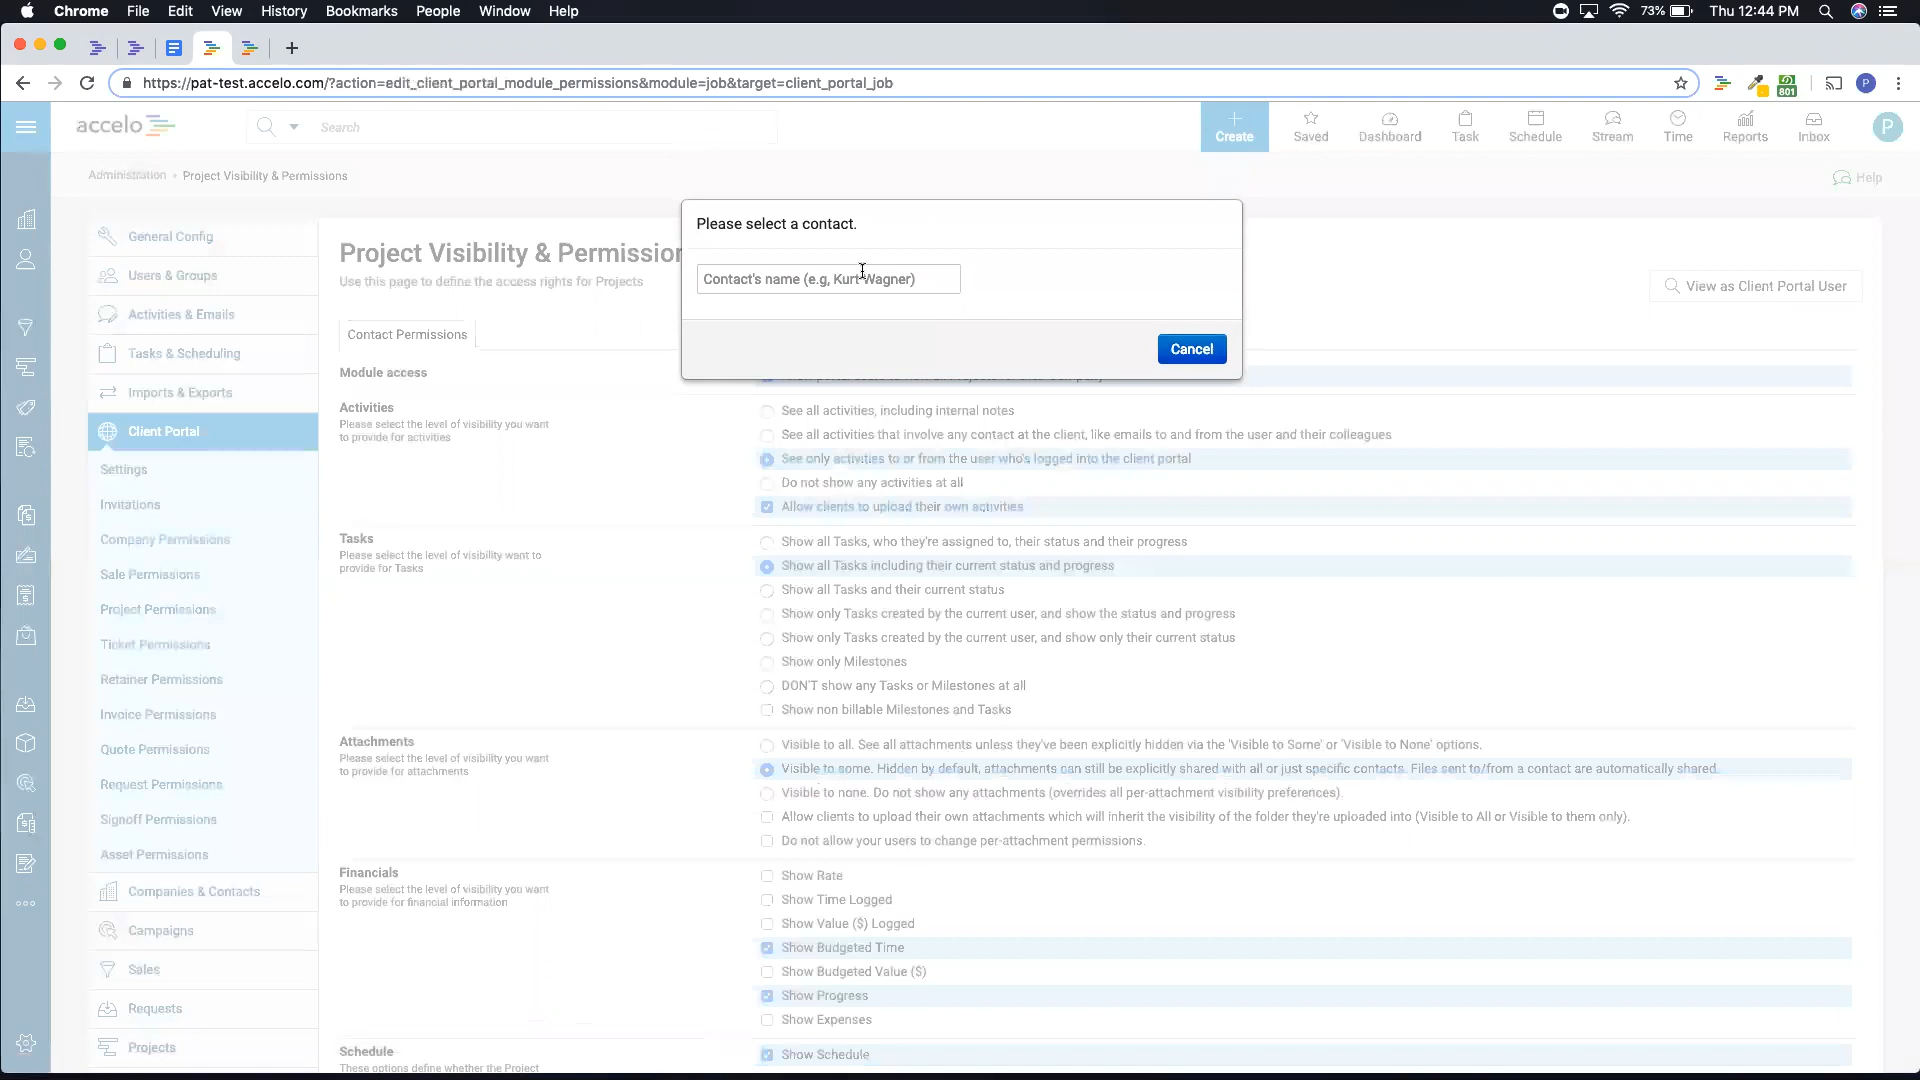 Chrome File Edit View History Bookmarks People Window Help
73% Thu 12:44 PM
https://pat-test.accelo.com/?action=edit_client_portal_module_permissions&module=job&target=client_portal_job
801
P
accelo
Search
Create
Saved
Dashboard
Task
Schedule
Stream
Time
Reports
Inbox
P
Administration
Project Visibility & Permissions
Help
General Config
Users & Groups
Activities & Emails
Tasks & Scheduling
Imports & Exports
Client Portal
Settings
Invitations
Company Permissions
Sale Permissions
Project Permissions
Ticket Permissions
Retainer Permissions
Invoice Permissions
Quote Permissions
Request Permissions
Signoff Permissions
Asset Permissions
Companies & Contacts
Campaigns
Sales
Requests
Projects
Please select a contact.
Contact's name (e.g, Kurt Wagner)
Cancel
Project Visibility & Permission
Use this page to define the access rights for Projects
View as Client Portal User
Contact Permissions
Module access
Activities
Please select the level of visibility you want
to provide for activities
See all activities, including internal notes
See all activities that involve any contact at the client, like emails to and from the user and their colleagues
See only activities to or from the user who's logged into the client portal
Do not show any activities at all
Allow clients to upload their own activities
Tasks
Please select the level of visibility want to
provide for Tasks
Show all Tasks, who they're assigned to, their status and their progress
Show all Tasks including their current status and progress
Show all Tasks and their current status
Show only Tasks created by the current user, and show the status and progress
Show only Tasks created by the current user, and show only their current status
Show only Milestones
DON'T show any Tasks or Milestones at all
Show non billable Milestones and Tasks
Attachments
Please select the level of visibility you want
to provide for attachments
Visible to all. See all attachments unless they've been explicitly hidden via the 'Visible to Some' or 'Visible to None' options.
Visible to some. Hidden by default, attachments can still be explicitly shared with all or just specific contacts. Files sent to/from a contact are automatically shared.
Visible to none. Do not show any attachments (overrides all per-attachment visibility preferences).
Allow clients to upload their own attachments which will inherit the visibility of the folder they're uploaded into (Visible to All or Visible to them only).
Do not allow your users to change per-attachment permissions.
Financials
Please select the level of visibility you want
to provide for financial information
Show Rate
Show Time Logged
Show Value ($) Logged
Show Budgeted Time
Show Budgeted Value ($)
Show Progress
Show Expenses
Schedule
These options define whether the Project
Show Schedule